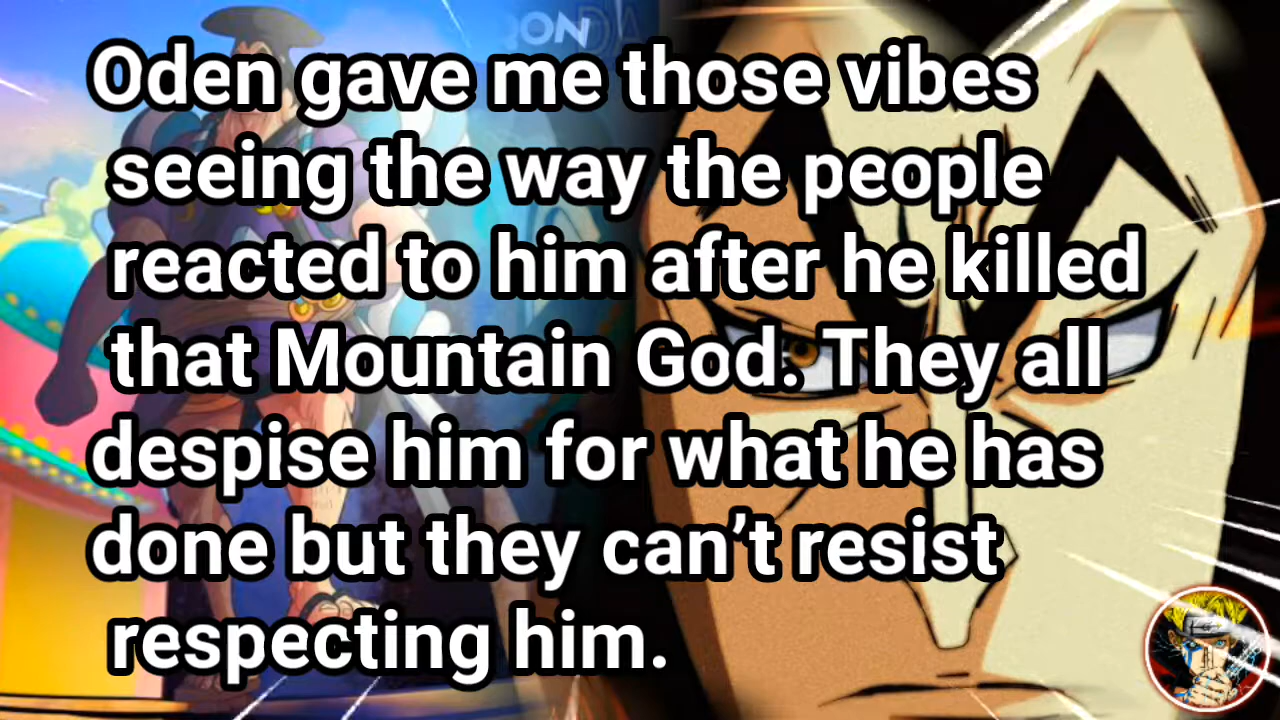 Oden gave me those vibes
seeing the way the people
reacted to him after he killed
that Mountain God. They all
despise him for what he has
done but they can’t resist
respecting him.